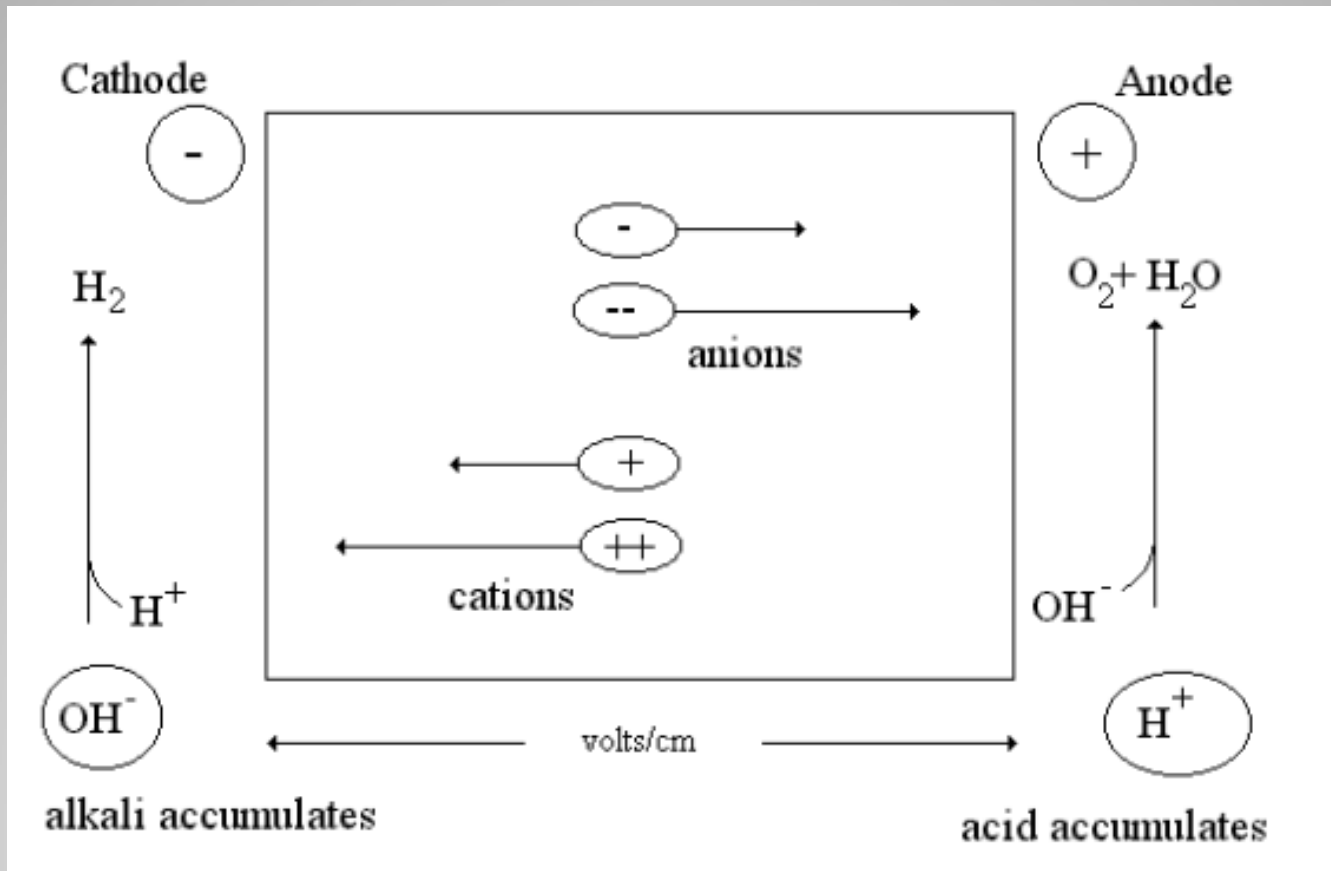 Cathode
Anode
-
+
-
--
anions
H₂
O₂+ H₂O
+
++
cations
H⁺
OH⁻
OH⁻
H⁺
volts/cm
alkali accumulates
acid accumulates